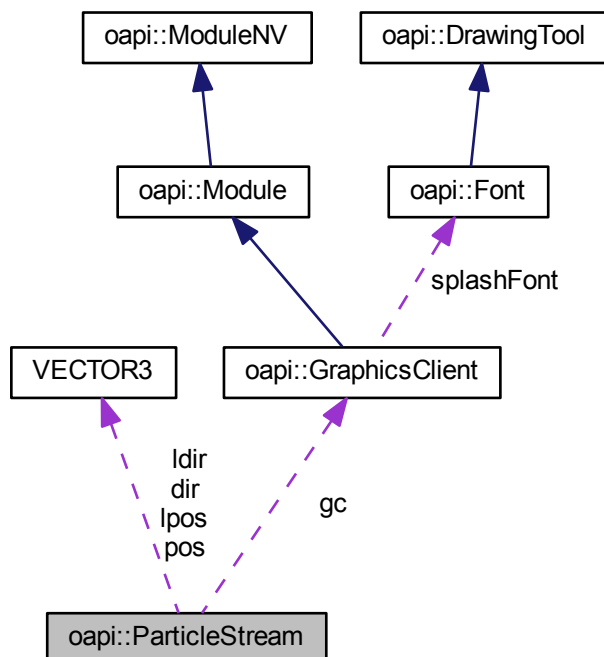 oapi::ModuleNV
oapi::DrawingTool
oapi::Module
oapi::Font
splashFont
VECTOR3
oapi::GraphicsClient
ldir
dir
lpos
pos
gc
oapi::ParticleStream